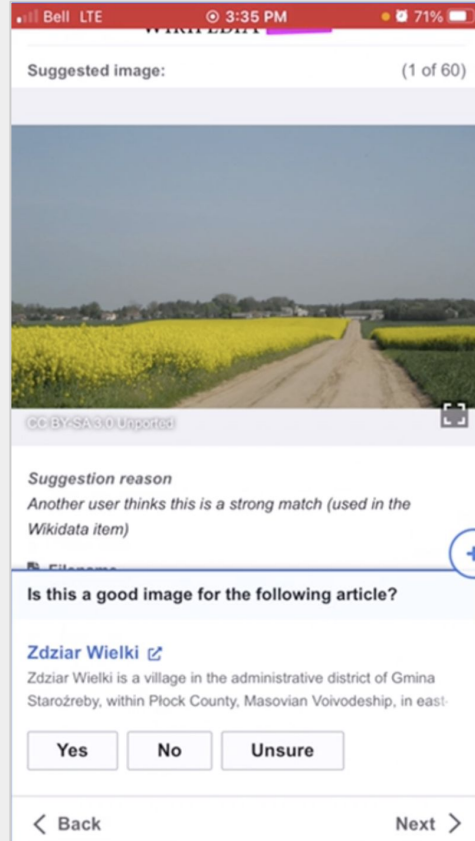 Bell LTE 3:35 PM 71%
WIKIPEDIA
Suggested image: (1 of 60)
CC BY-SA 3.0 Unported
Suggestion reason
Another user thinks this is a strong match (used in the
Wikidata item)
Filename
Is this a good image for the following article?
Zdziar Wielki
Zdziar Wielki is a village in the administrative district of Gmina
Staroźreby, within Płock County, Masovian Voivodeship, in east-
Yes No Unsure
Back Next